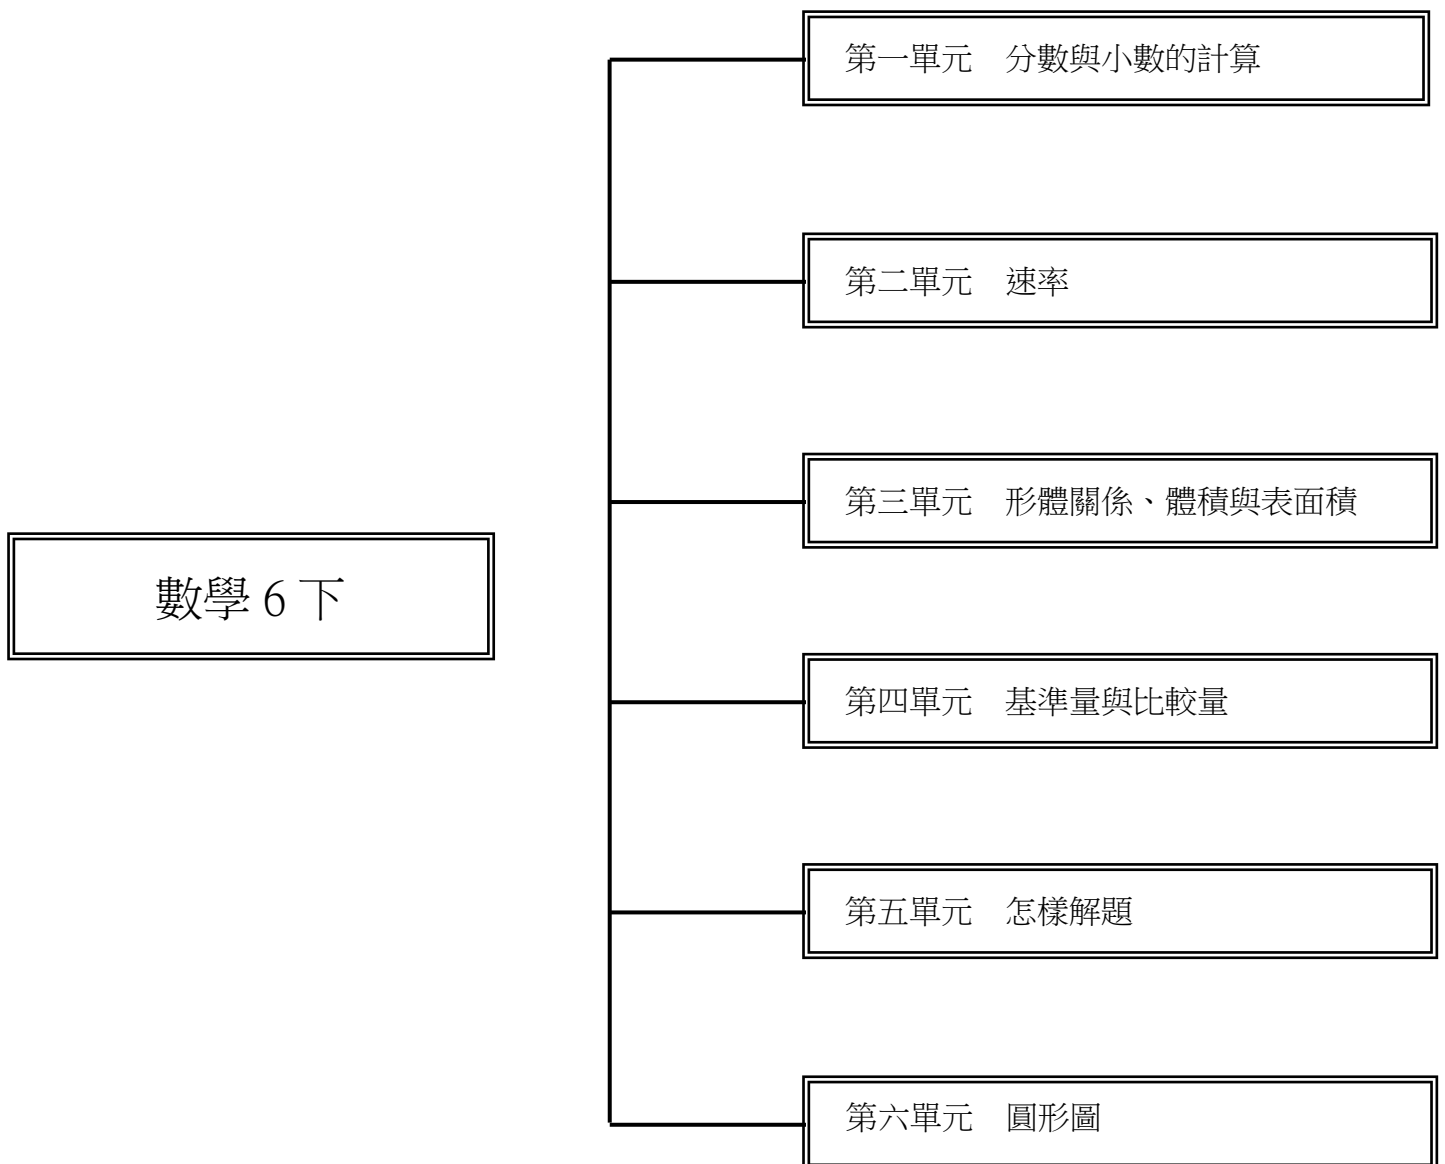 第一單元　分數與小數的計算
第二單元　速率
第三單元　形體關係、體積與表面積
數學 6 下
第四單元　基準量與比較量
第五單元　怎樣解題
第六單元　圓形圖